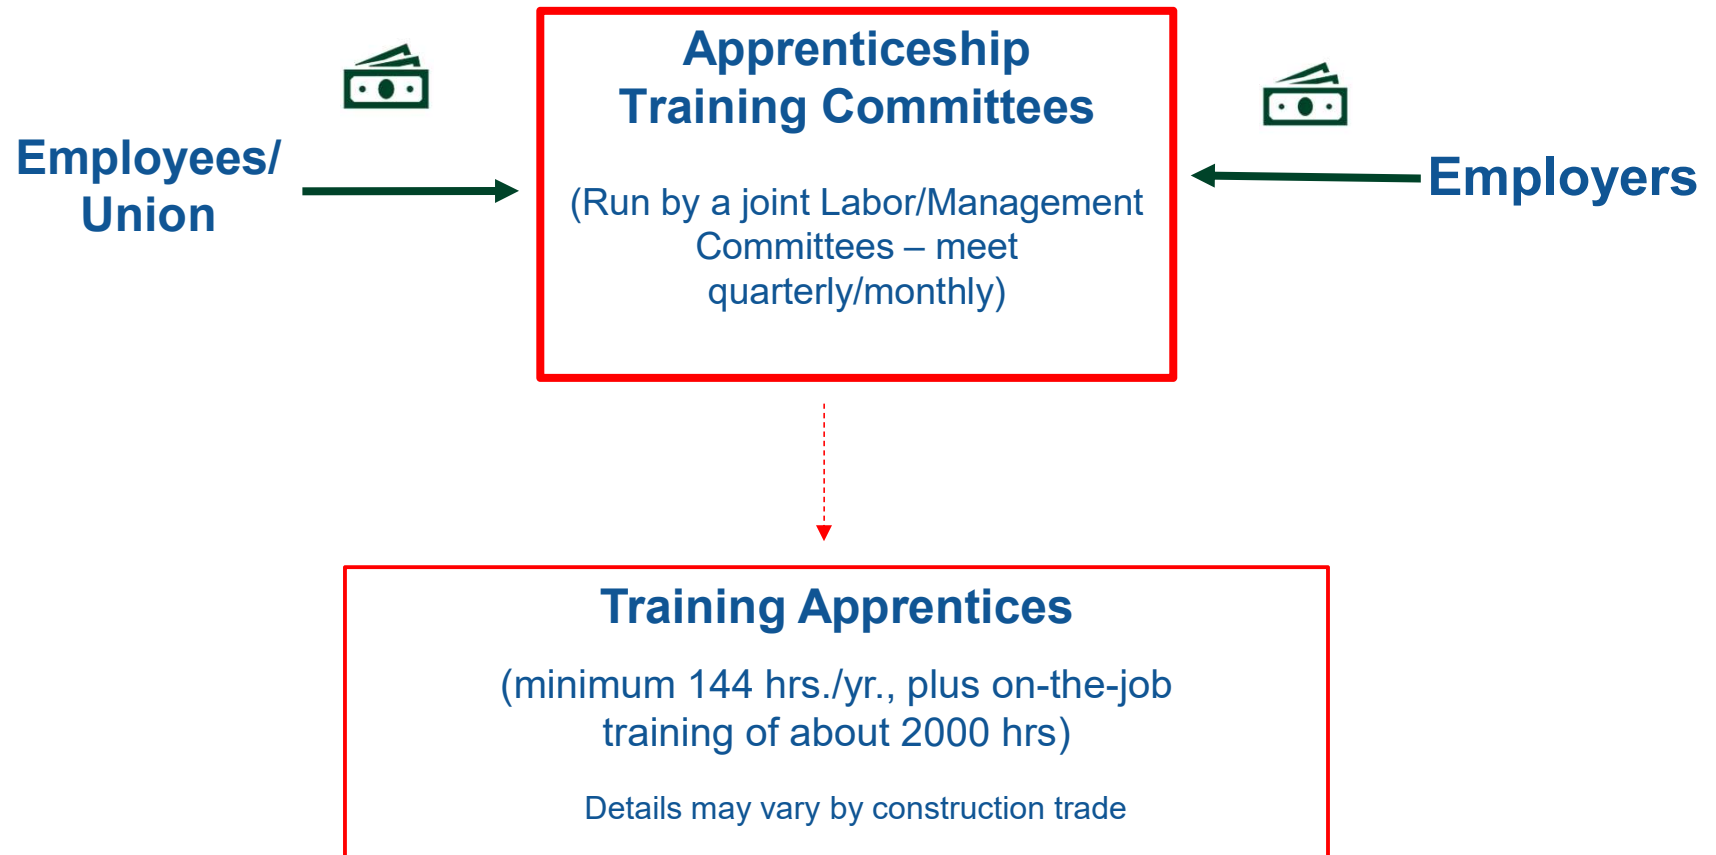 Apprenticeship
Training Committees
(Run by a joint Labor/Management
Committees – meet
quarterly/monthly)
Employees/
Union
Employers
Training Apprentices
(minimum 144 hrs./yr., plus on-the-job
training of about 2000 hrs)
Details may vary by construction trade